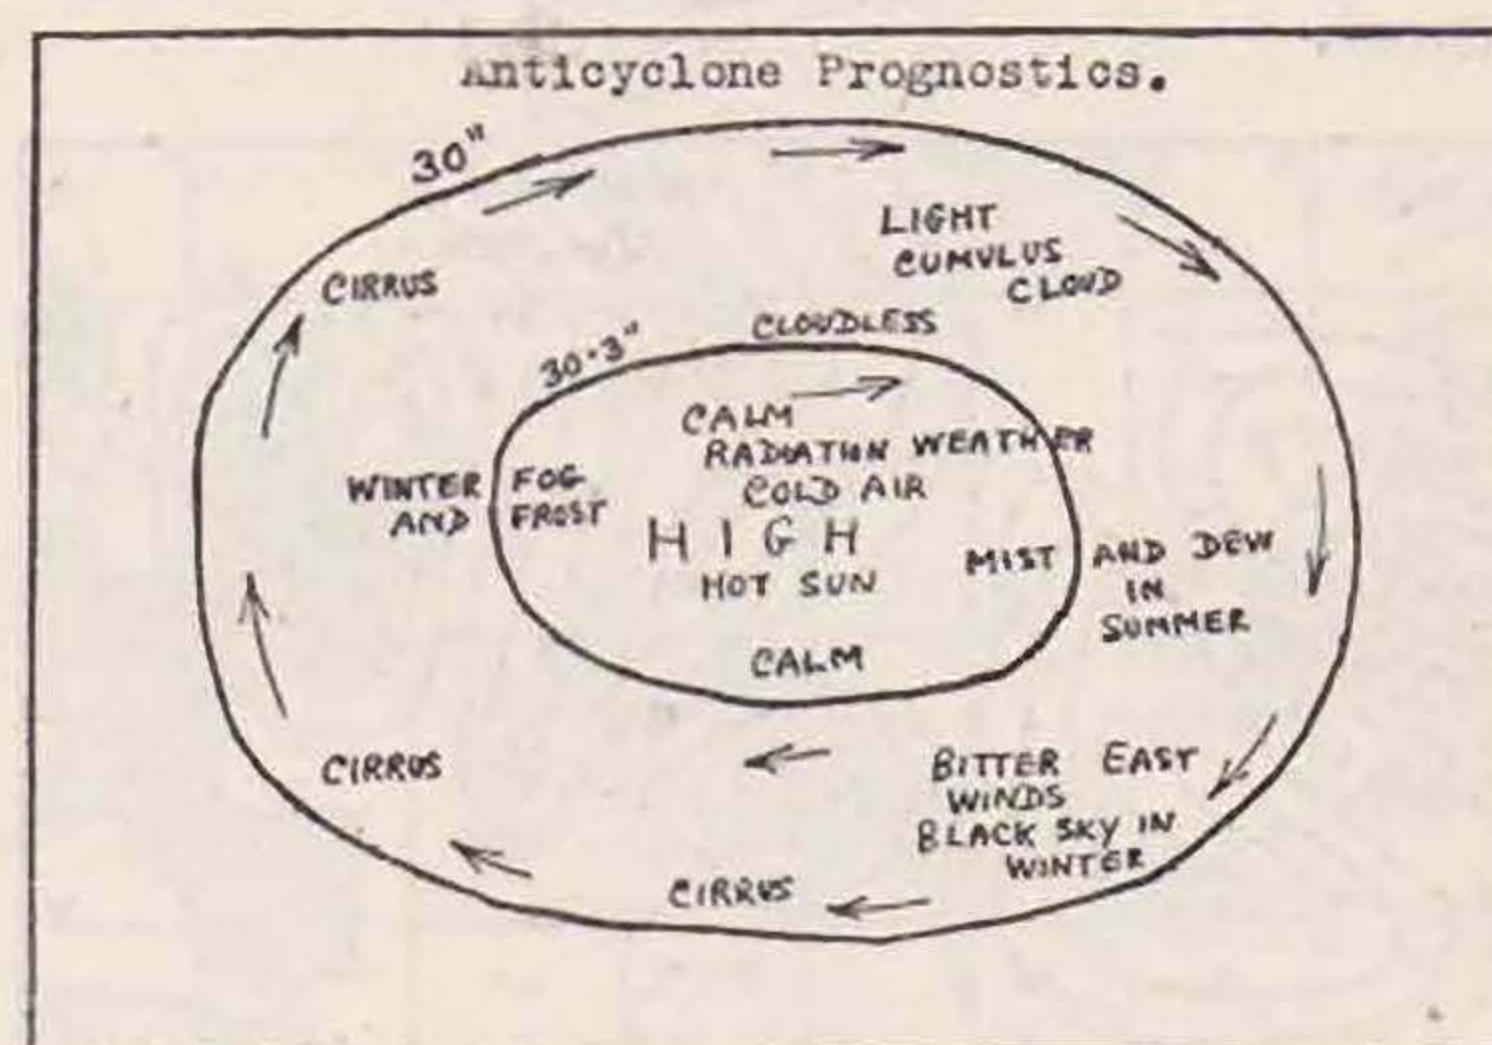 Anticyclone Prognostics.
30"
LIGHT
CUMULUS
CLOUD
CIRRUS
CLOUDLESS
30·3"
CALM
RADIATION WEATHER
COLD AIR
WINTER FOG
AND FROST
HIGH
HOT SUN
MIST AND DEW
IN
SUMMER
CALM
CIRRUS
BITTER EAST
WINDS
BLACK SKY IN
WINTER
CIRRUS